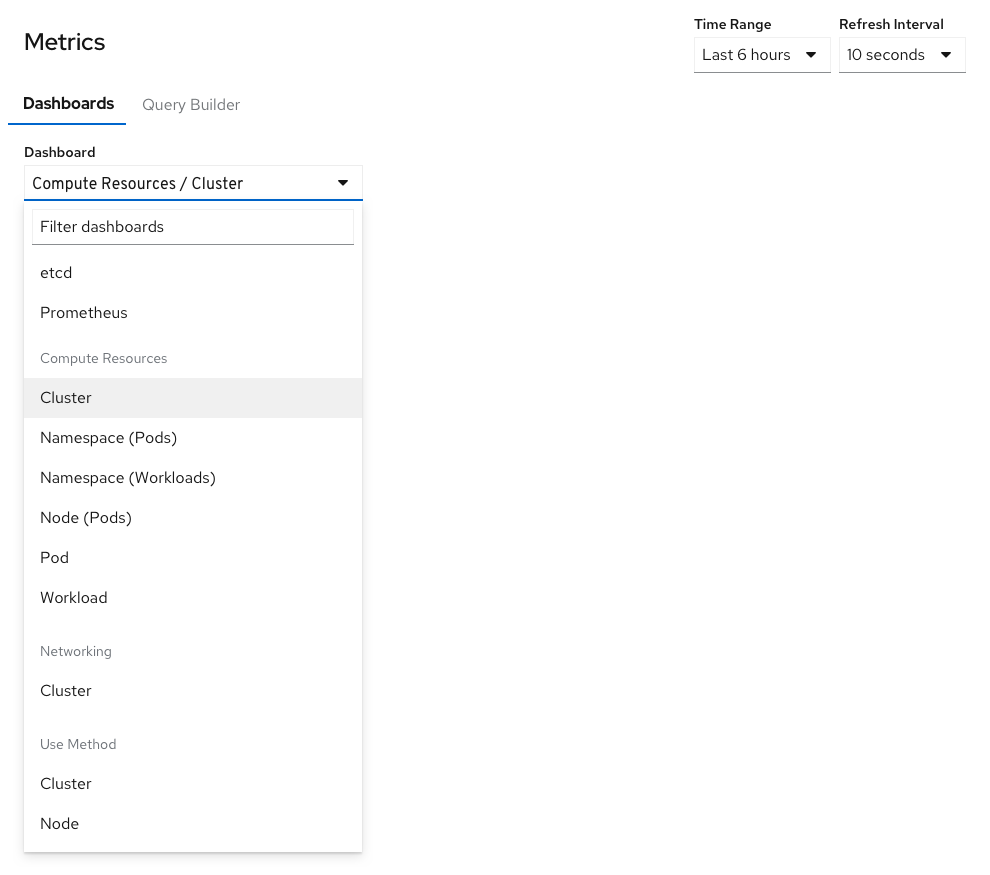 Metrics
Time Range
Refresh Interval
Last 6 hours
10 seconds
Dashboards
Query Builder
Dashboard
Compute Resources / Cluster
Filter dashboards
etcd
Prometheus
Compute Resources
Cluster
Namespace (Pods)
Namespace (Workloads)
Node (Pods)
Pod
Workload
Networking
Cluster
Use Method
Cluster
Node